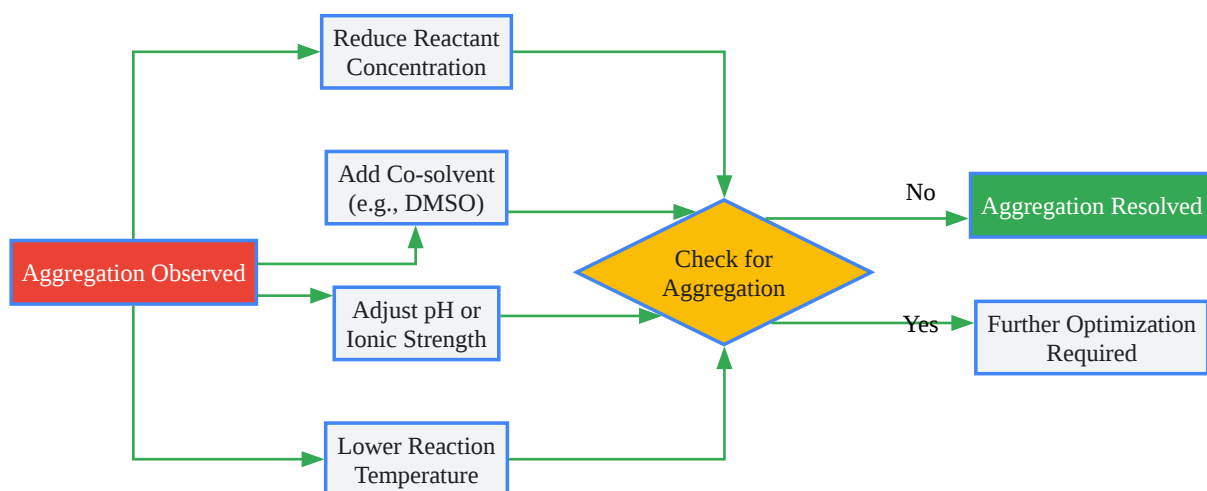 Reduce Reactant
Concentration
Add Co-solvent
(e.g., DMSO)
No
Aggregation Resolved
Aggregation Observed
Check for
Aggregation
Adjust pH or
Ionic Strength
Yes
Further Optimization
Required
Lower Reaction
Temperature